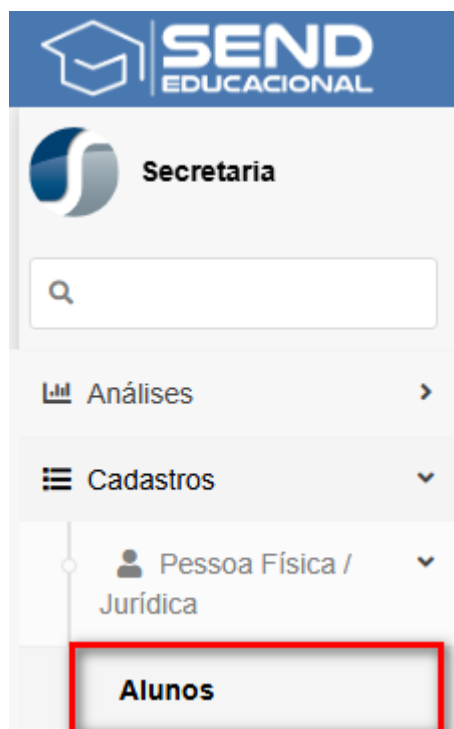 SEND
EDUCACIONAL
Secretaria
Análises
Cadastros
Pessoa Física /
Jurídica
Alunos